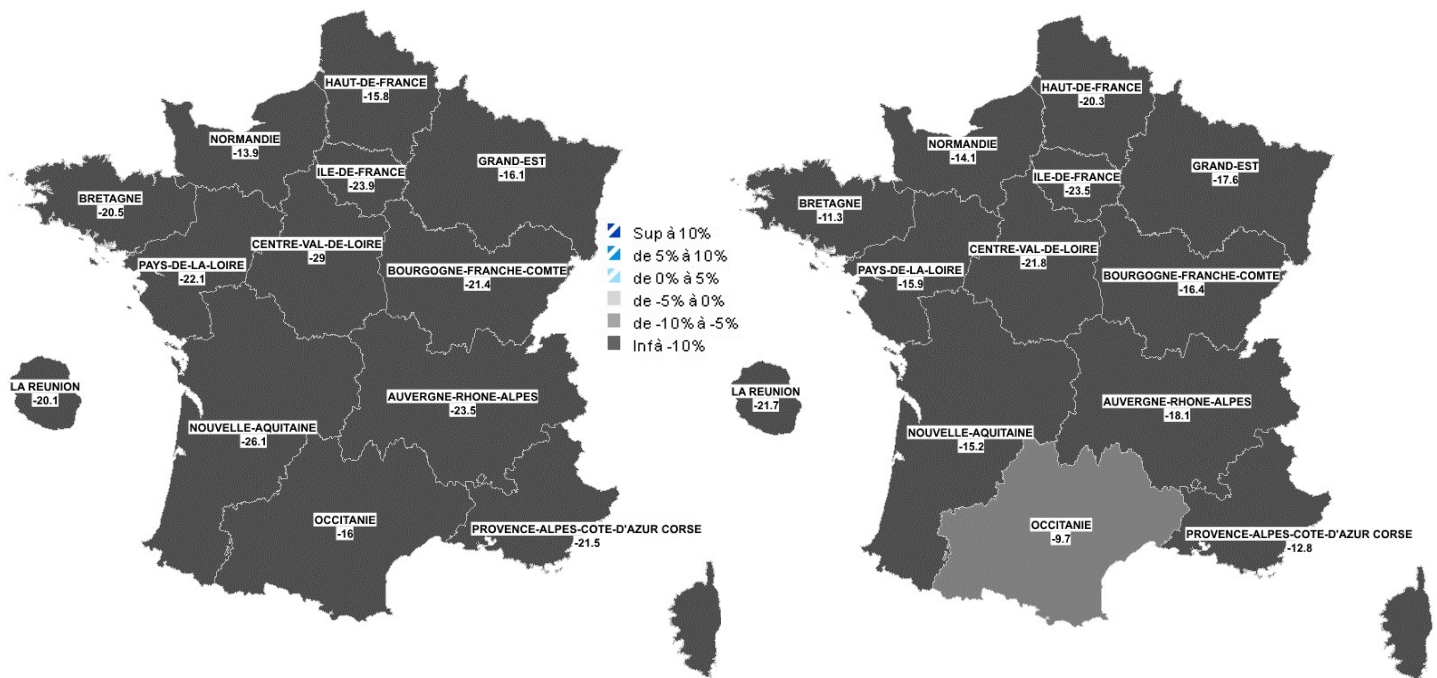 HAUT-DE-FRANCE
-15.8
NORMANDIE
-13.9
ILE-DE-FRANCE
-23.9
GRAND-EST
-16.1
BRETAGNE
-20.5
CENTRE-VAL-DE-LOIRE
-29
PAYS-DE-LA-LOIRE
-22.1
BOURGOGNE-FRANCHE-COMTE
-21.4
LA REUNION
-20.1
AUVERGNE-RHONE-ALPES
-23.5
NOUVELLE-AQUITAINE
-26.1
OCCITANIE
-16
PROVENCE-ALPES-COTE-D'AZUR CORSE
-21.5
Sup à 10%
de 5% à 10%
de 0% à 5%
de -5% à 0%
de -10% à -5%
Inf à -10%
HAUT-DE-FRANCE
-20.3
NORMANDIE
-14.1
ILE-DE-FRANCE
-23.5
GRAND-EST
-17.6
BRETAGNE
-11.3
CENTRE-VAL-DE-LOIRE
-21.8
PAYS-DE-LA-LOIRE
-15.9
BOURGOGNE-FRANCHE-COMTE
-16.4
LA REUNION
-21.7
AUVERGNE-RHONE-ALPES
-18.1
NOUVELLE-AQUITAINE
-15.2
OCCITANIE
-9.7
PROVENCE-ALPES-COTE-D'AZUR CORSE
-12.8